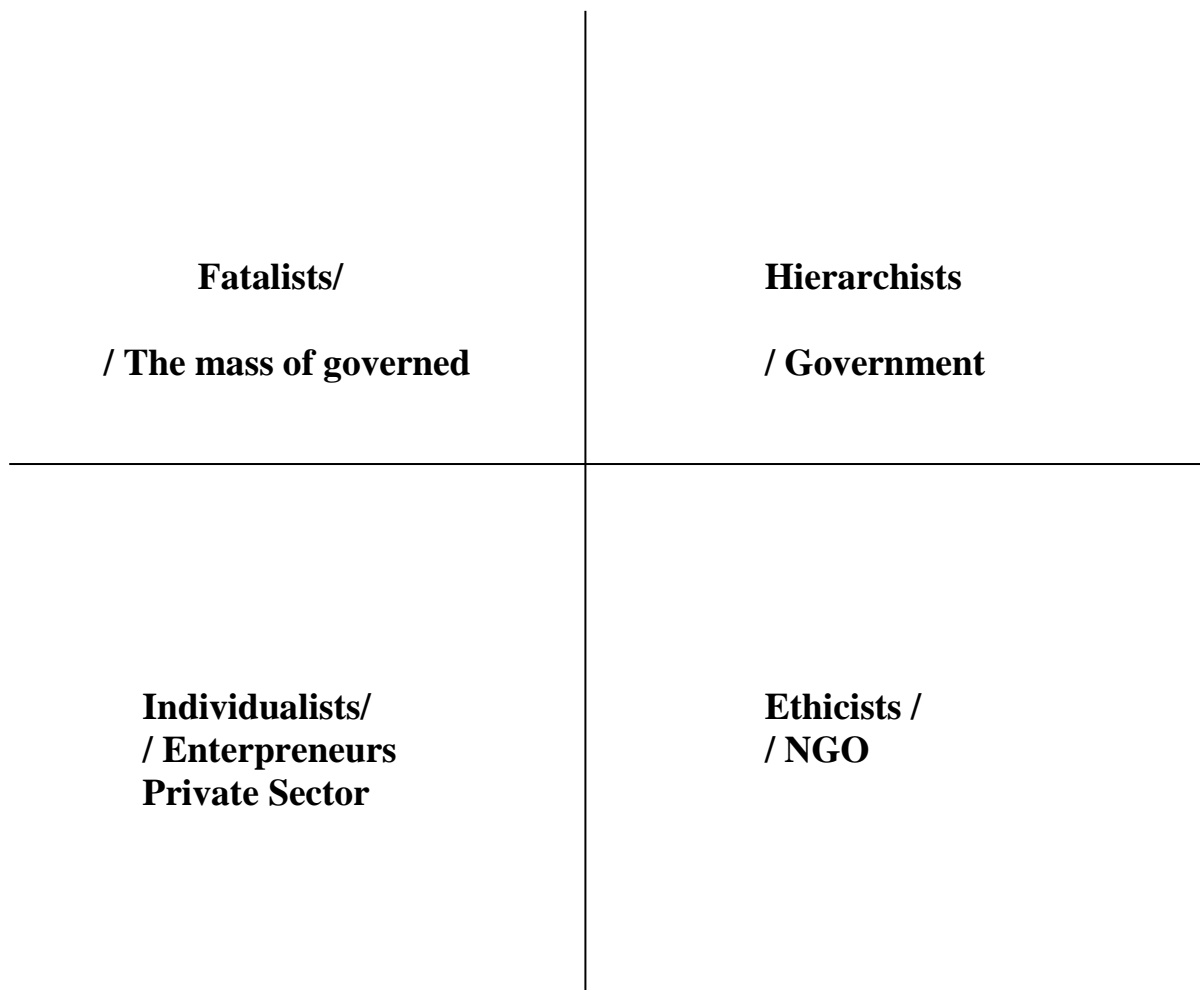 Fatalists/
/ The mass of governed
Hierarchists
/ Government
Individualists/
/ Enterpreneurs
Private Sector
Ethicists /
/ NGO